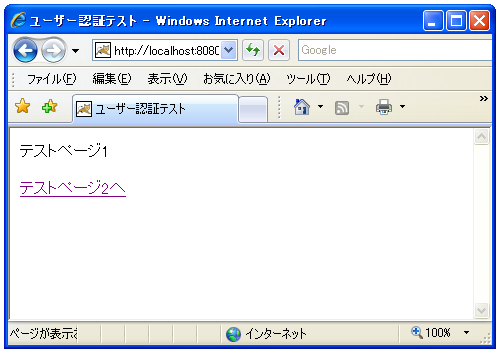 ユーザー認証テスト - Windows Internet Explorer
http://localhost:8080
Google
ファイル(F) 編集(E) 表示(V) お気に入り(A) ツール(T) ヘルプ(H)
ユーザー認証テスト
テストページ1
テストページ2へ
ページが表示さ インターネット 100%